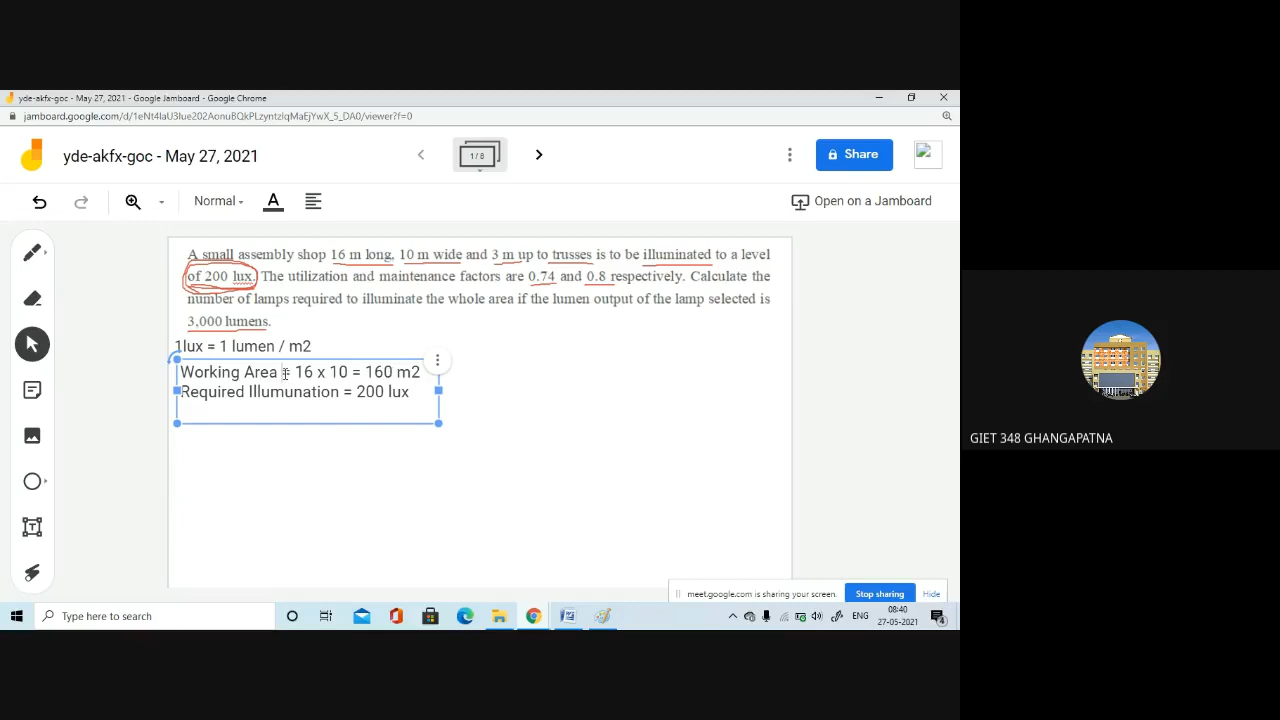 yde-akfx-goc - May 27, 2021 - Google Jamboard - Google Chrome
jamboard.google.com/d/1eNt4IaU3Iue202AonuBQkPLzyntzIqMaEjYwX_5_DA0/viewer?f=0
yde-akfx-goc - May 27, 2021
1/8
Share
Normal
A
Open on a Jamboard
A small assembly shop 16 m long, 10 m wide and 3 m up to trusses is to be illuminated to a level
of 200 lux. The utilization and maintenance factors are 0.74 and 0.8 respectively. Calculate the
number of lamps required to illuminate the whole area if the lumen output of the lamp selected is
3,000 lumens.
1lux = 1 lumen / m2
Working Area = 16 x 10 = 160 m2
Required Illumunation = 200 lux
GIET 348 GHANGAPATNA
meet.google.com is sharing your screen.
Stop sharing
Hide
Type here to search
ENG
08:40
27-05-2021
4